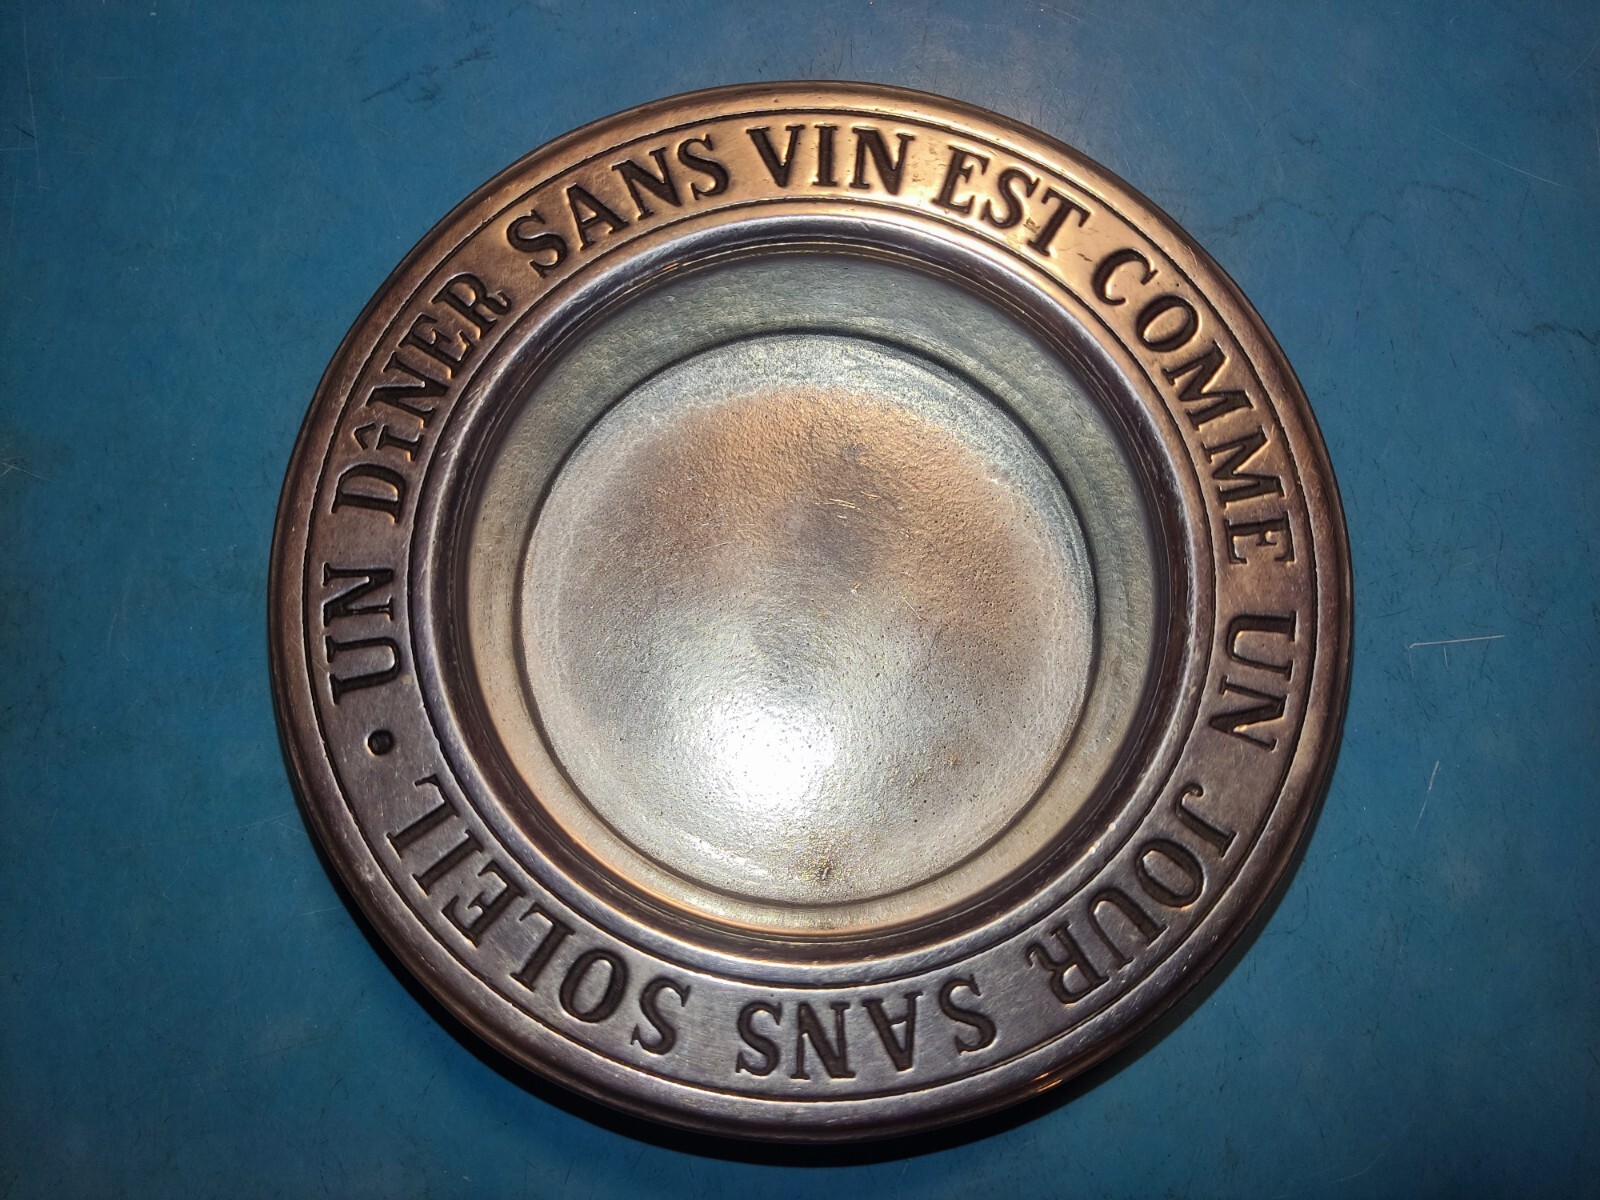 UN DîNER SANS VIN EST COMME UN JOUR SANS SOLEIL •